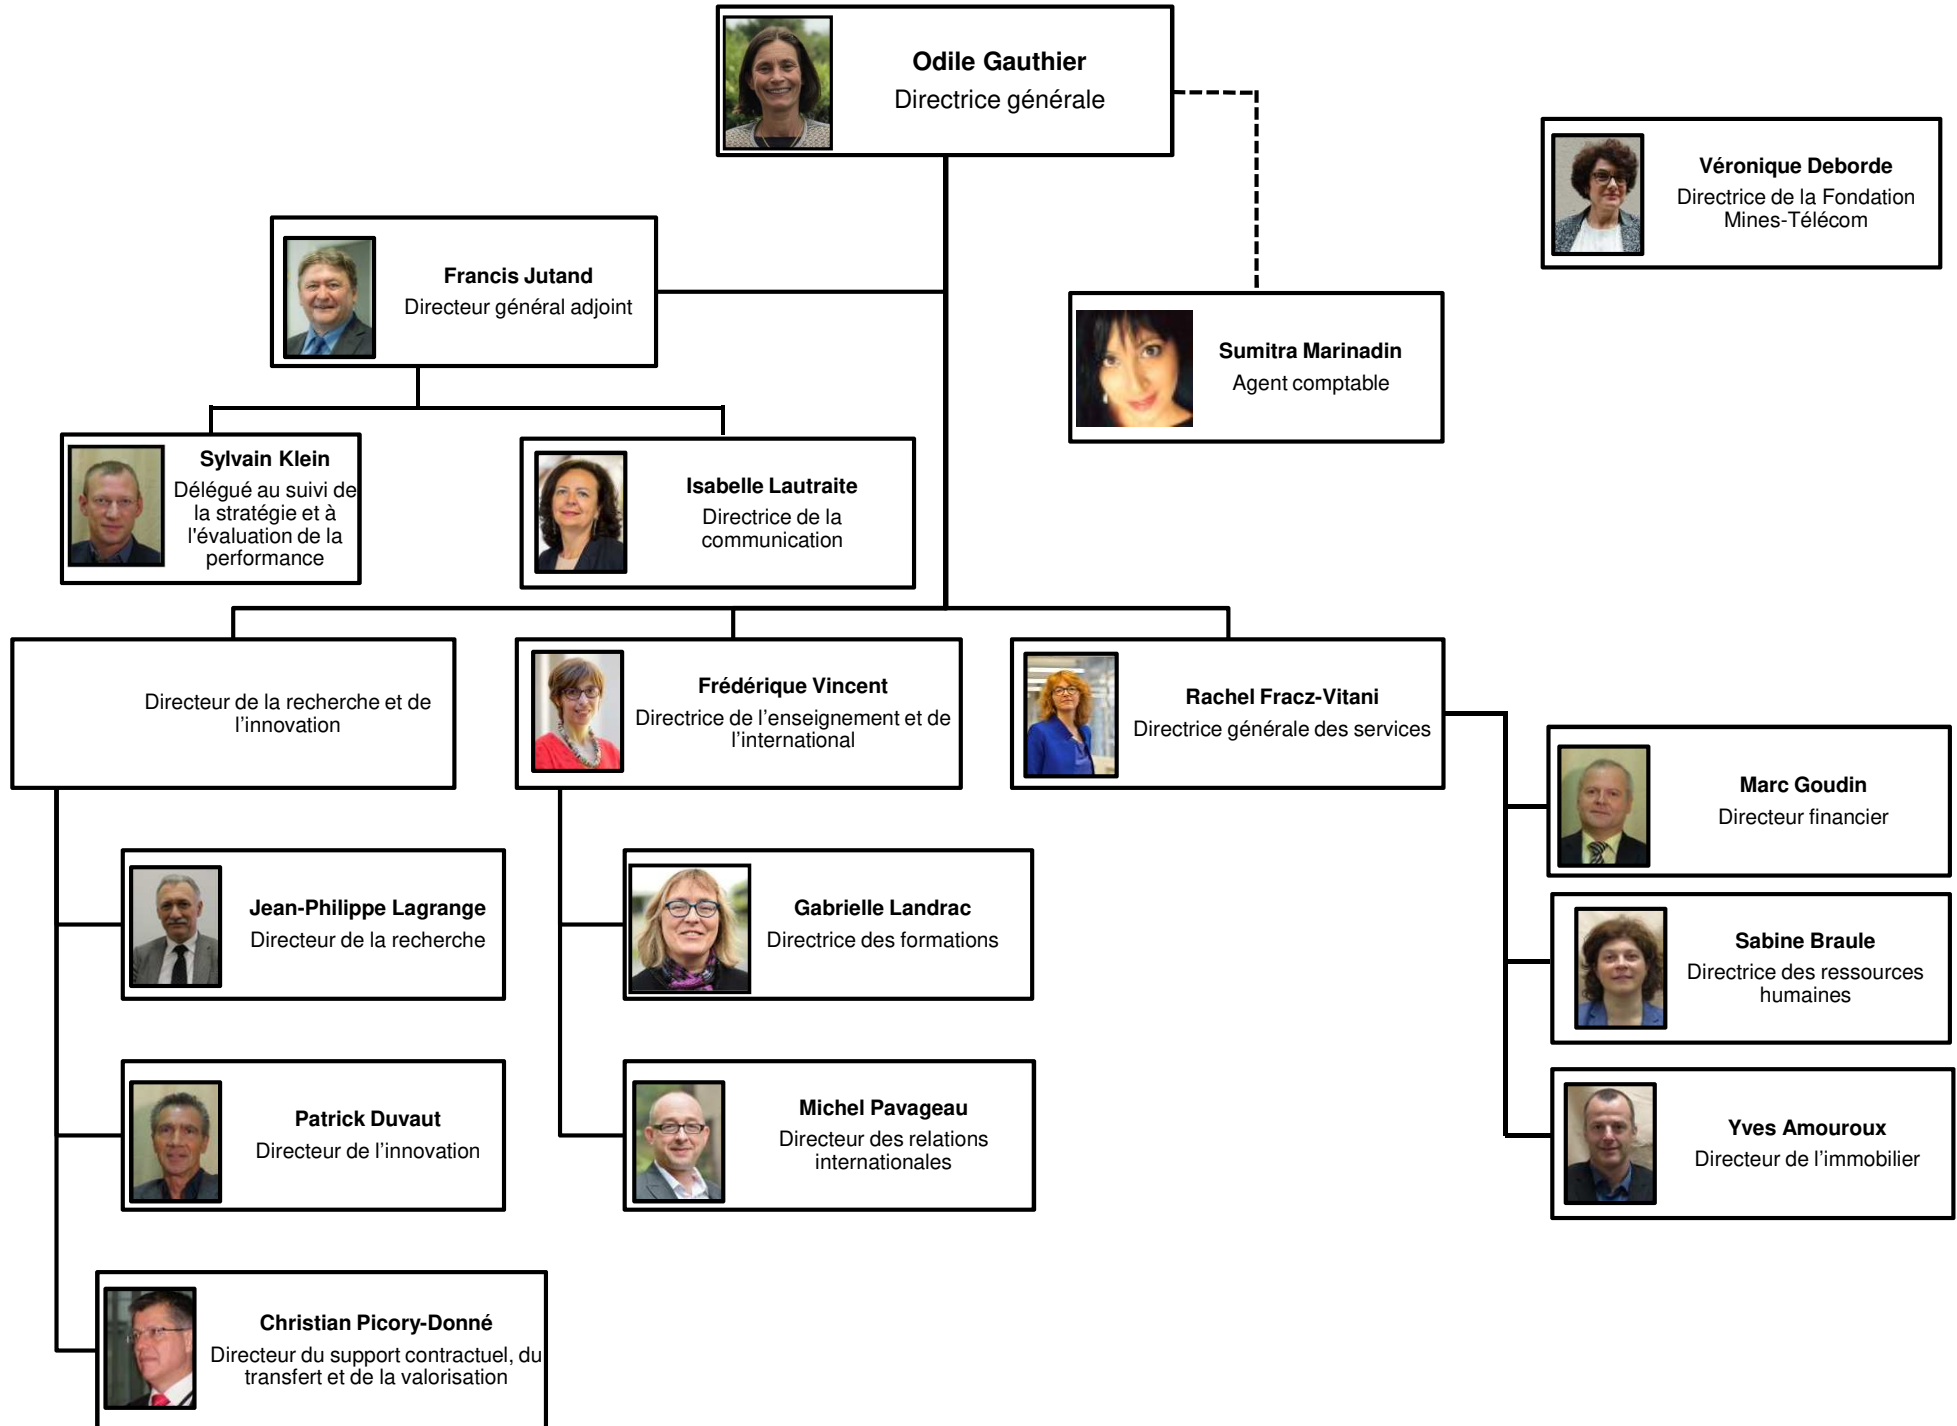 Odile Gauthier
Directrice générale
Véronique Deborde
Directrice de la Fondation
Mines-Télécom
Francis Jutand
Directeur général adjoint
Sumitra Marinadin
Agent comptable
Sylvain Klein
Délégué au suivi de
la stratégie et à
l'évaluation de la
performance
Isabelle Lautraite
Directrice de la
communication
Directeur de la recherche et de
l’innovation
Frédérique Vincent
Directrice de l’enseignement et de
l’international
Rachel Fracz-Vitani
Directrice générale des services
Marc Goudin
Directeur financier
Jean-Philippe Lagrange
Directeur de la recherche
Gabrielle Landrac
Directrice des formations
Sabine Braule
Directrice des ressources
humaines
Patrick Duvaut
Directeur de l’innovation
Michel Pavageau
Directeur des relations
internationales
Yves Amouroux
Directeur de l’immobilier
Christian Picory-Donné
Directeur du support contractuel, du
transfert et de la valorisation